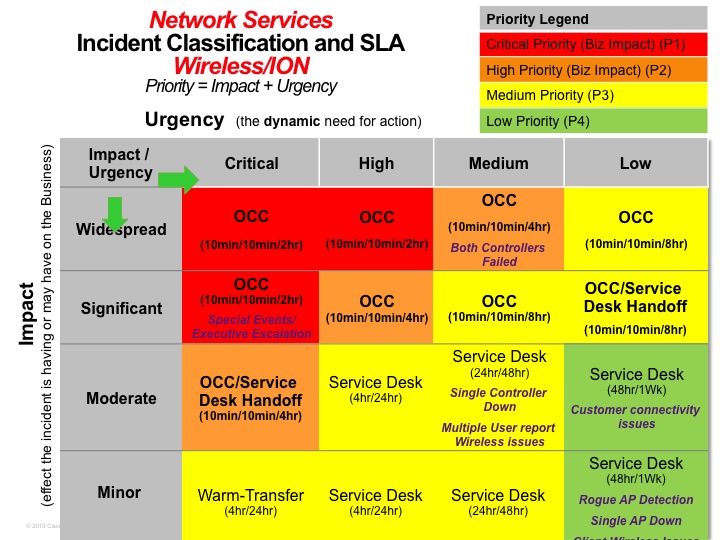 Network Services
Incident Classification and SLA
Wireless/ION
Priority = Impact + Urgency
Urgency (the dynamic need for action)
Priority Legend
Critical Priority (Biz Impact) (P1)
High Priority (Biz Impact) (P2)
Medium Priority (P3)
Low Priority (P4)
Impact
(effect the incident is having or may have on the Business)
Impact /
Urgency
Critical
High
Medium
Low
Widespread
OCC
(10min/10min/2hr)
OCC
(10min/10min/2hr)
OCC
(10min/10min/4hr)
Both Controllers
Failed
OCC
(10min/10min/8hr)
Significant
OCC
(10min/10min/2hr)
Special Events/
Executive Escalation
OCC
(10min/10min/4hr)
OCC
(10min/10min/8hr)
OCC/Service
Desk Handoff
(10min/10min/8hr)
Moderate
OCC/Service
Desk Handoff
(10min/10min/4hr)
Service Desk
(4hr/24hr)
Service Desk
(24hr/48hr)
Single Controller
Down
Multiple User report
Wireless issues
Service Desk
(48hr/1Wk)
Customer connectivity
issues
Minor
Warm-Transfer
(4hr/24hr)
Service Desk
(4hr/24hr)
Service Desk
(24hr/48hr)
Service Desk
(48hr/1Wk)
Rogue AP Detection
Single AP Down
Client Wireless Issues
© 2010